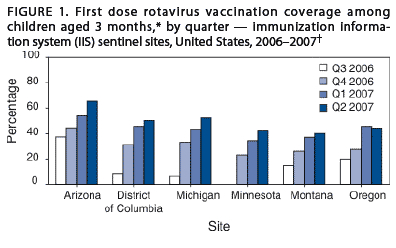 FIGURE 1. First dose rotavirus vaccination coverage among
children aged 3 months,* by quarter — immunization informa-
tion system (IIS) sentinel sites, United States, 2006–2007†
Q3 2006
Q4 2006
Q1 2007
Q2 2007
Percentage
100
80
60
40
20
0
Arizona
District
of Columbia
Michigan
Minnesota
Montana
Oregon
Site